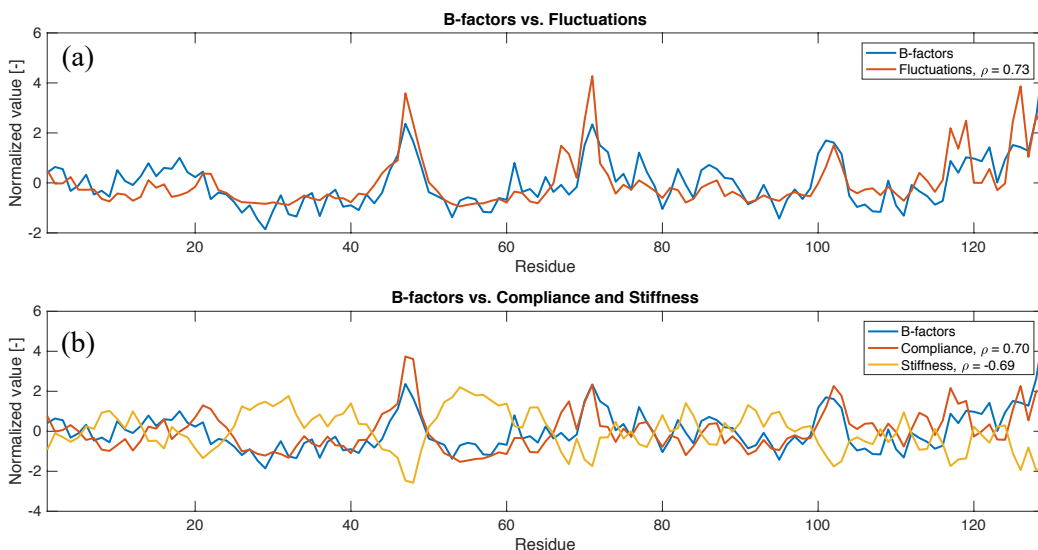 B-factors vs. Fluctuations
(a)
Normalized value [-]
6
4
2
0
-2
B-factors
Fluctuations, ρ = 0.73
20
40
60
80
100
120
Residue
B-factors vs. Compliance and Stiffness
(b)
Normalized value [-]
6
4
2
0
-2
-4
B-factors
Compliance, ρ = 0.70
Stiffness, ρ = -0.69
20
40
60
80
100
120
Residue